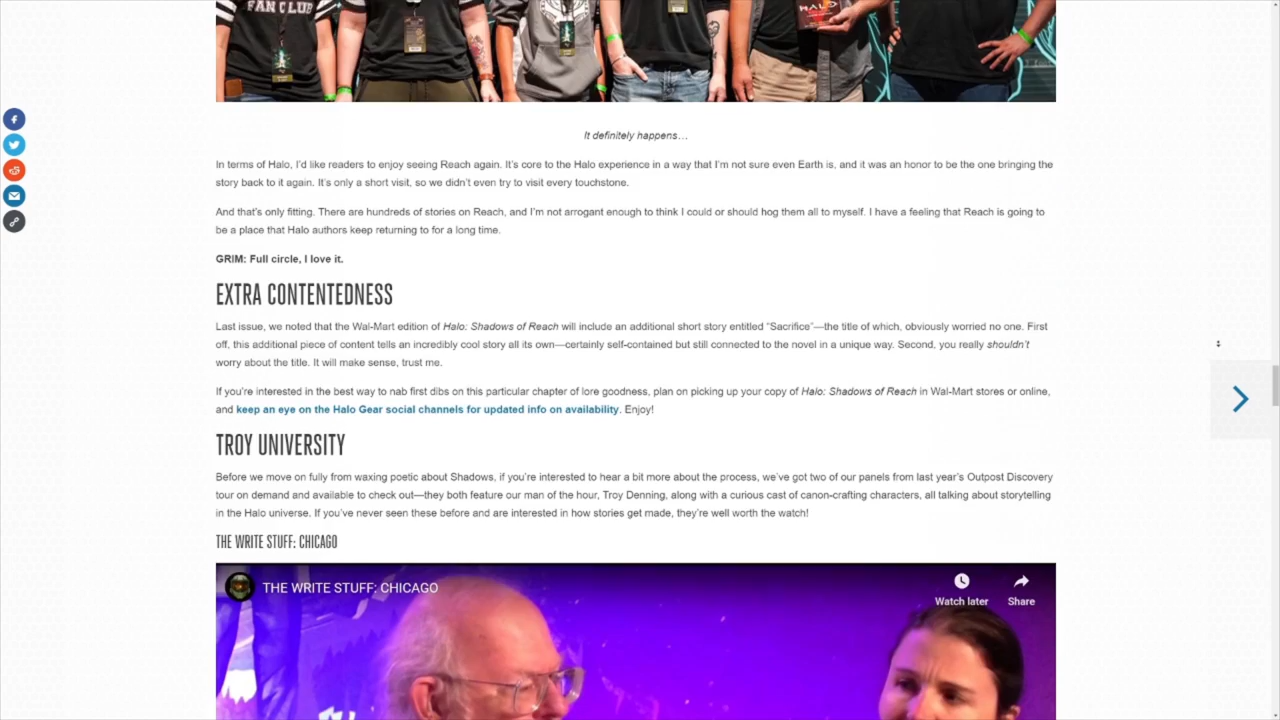 FAN CLUB
HALO
It definitely happens…
In terms of Halo, I'd like readers to enjoy seeing Reach again. It's core to the Halo experience in a way that I'm not sure even Earth is, and it was an honor to be the one bringing the
story back to it again. It's only a short visit, so we didn't even try to visit every touchstone.
And that's only fitting. There are hundreds of stories on Reach, and I'm not arrogant enough to think I could or should hog them all to myself. I have a feeling that Reach is going to
be a place that Halo authors keep returning to for a long time.
GRIM: Full circle, I love it.
EXTRA CONTENTEDNESS
Last issue, we noted that the Wal-Mart edition of Halo: Shadows of Reach will include an additional short story entitled "Sacrifice"—the title of which, obviously worried no one. First
off, this additional piece of content tells an incredibly cool story all its own—certainly self-contained but still connected to the novel in a unique way. Second, you really shouldn't
worry about the title. It will make sense, trust me.
If you're interested in the best way to nab first dibs on this particular chapter of lore goodness, plan on picking up your copy of Halo: Shadows of Reach in Wal-Mart stores or online,
and keep an eye on the Halo Gear social channels for updated info on availability. Enjoy!
TROY UNIVERSITY
Before we move on fully from waxing poetic about Shadows, if you're interested to hear a bit more about the process, we've got two of our panels from last year's Outpost Discovery
tour on demand and available to check out—they both feature our man of the hour, Troy Denning, along with a curious cast of canon-crafting characters, all talking about storytelling
in the Halo universe. If you've never seen these before and are interested in how stories get made, they're well worth the watch!
THE WRITE STUFF: CHICAGO
THE WRITE STUFF: CHICAGO
Watch later
Share